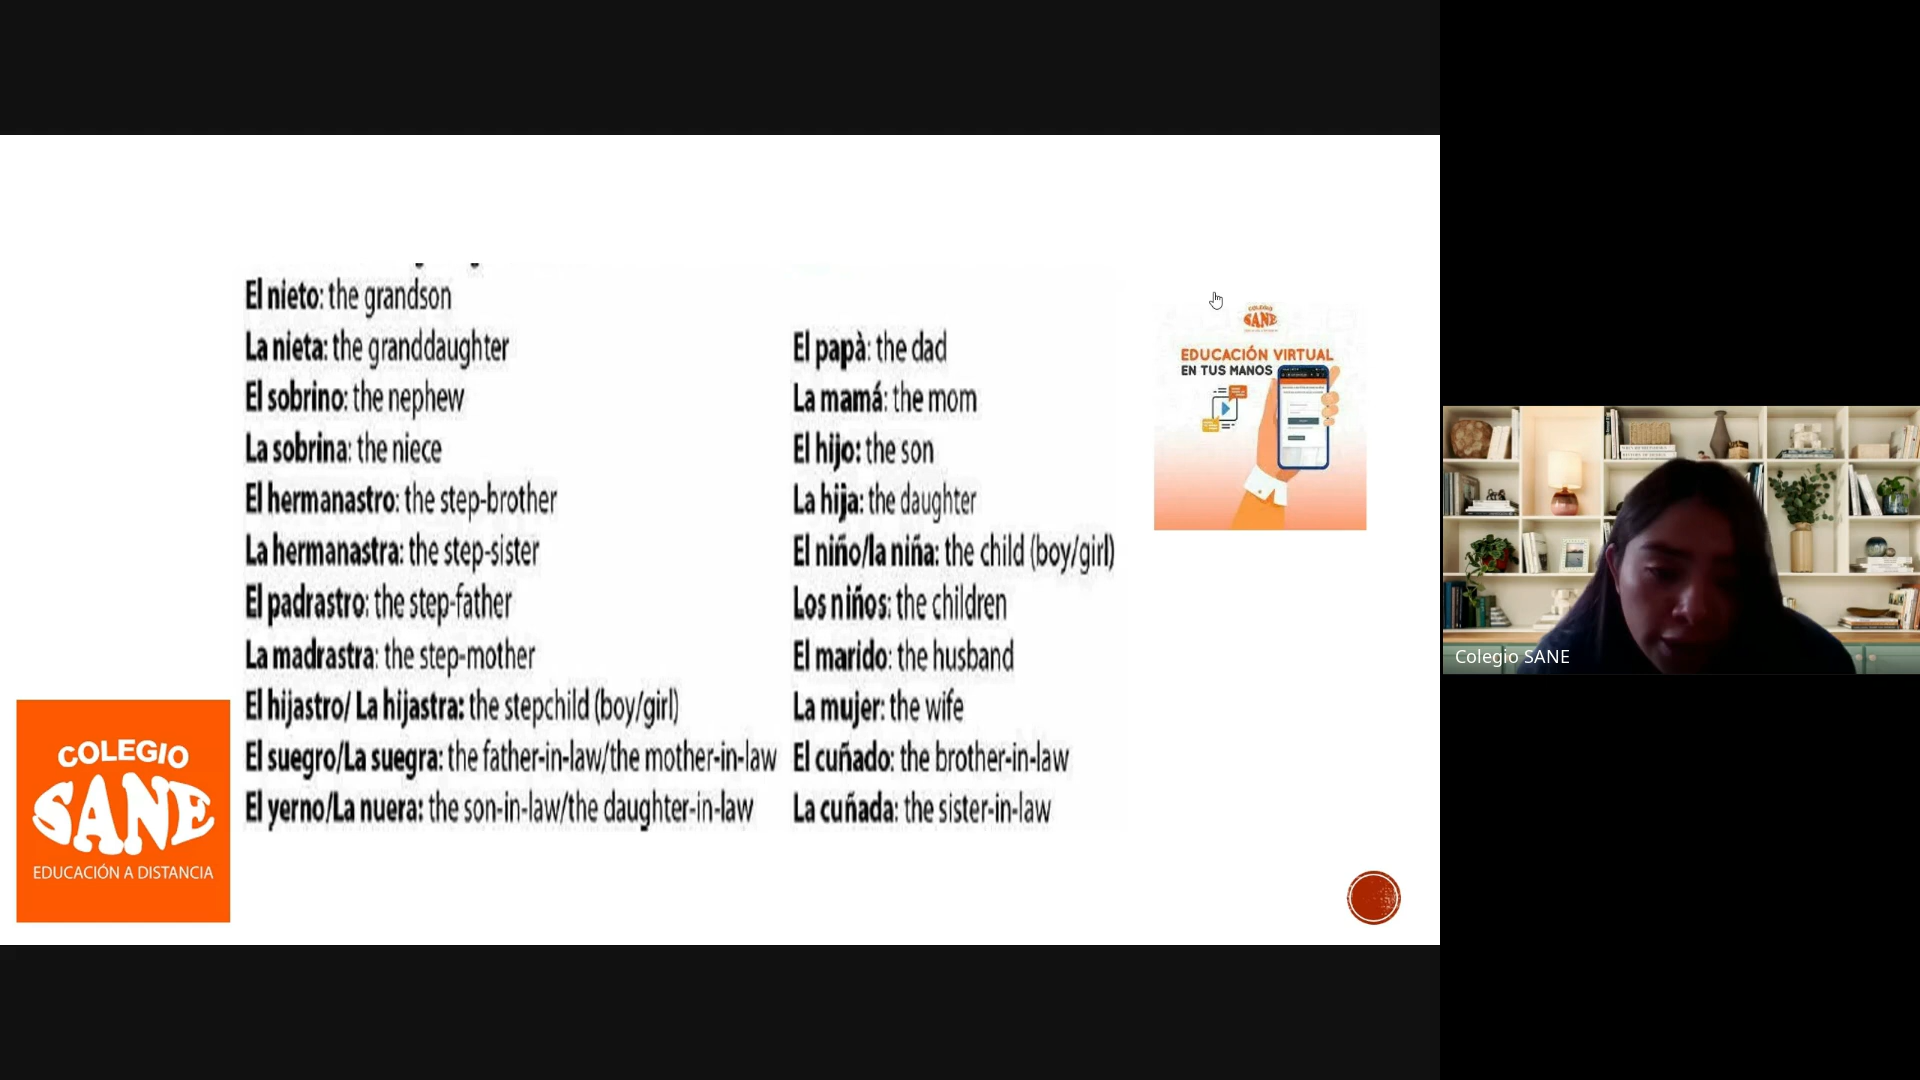 El nieto: the grandson
La nieta: the granddaughter
El sobrino: the nephew
La sobrina: the niece
El hermanastro: the step-brother
La hermanastra: the step-sister
El padrastro: the step-father
La madrastra: the step-mother
El hijastro/ La hijastra: the stepchild (boy/girl)
El suegro/La suegra: the father-in-law/the mother-in-law
El yerno/La nuera: the son-in-law/the daughter-in-law
El papà: the dad
La mamá: the mom
El hijo: the son
La hija: the daughter
El niño/la niña: the child (boy/girl)
Los niños: the children
El marido: the husband
La mujer: the wife
El cuñado: the brother-in-law
La cuñada: the sister-in-law
COLEGIO
SANE
EDUCACIÓN VIRTUAL
EN TUS MANOS
COLEGIO
SANE
EDUCACIÓN A DISTANCIA
Colegio SANE